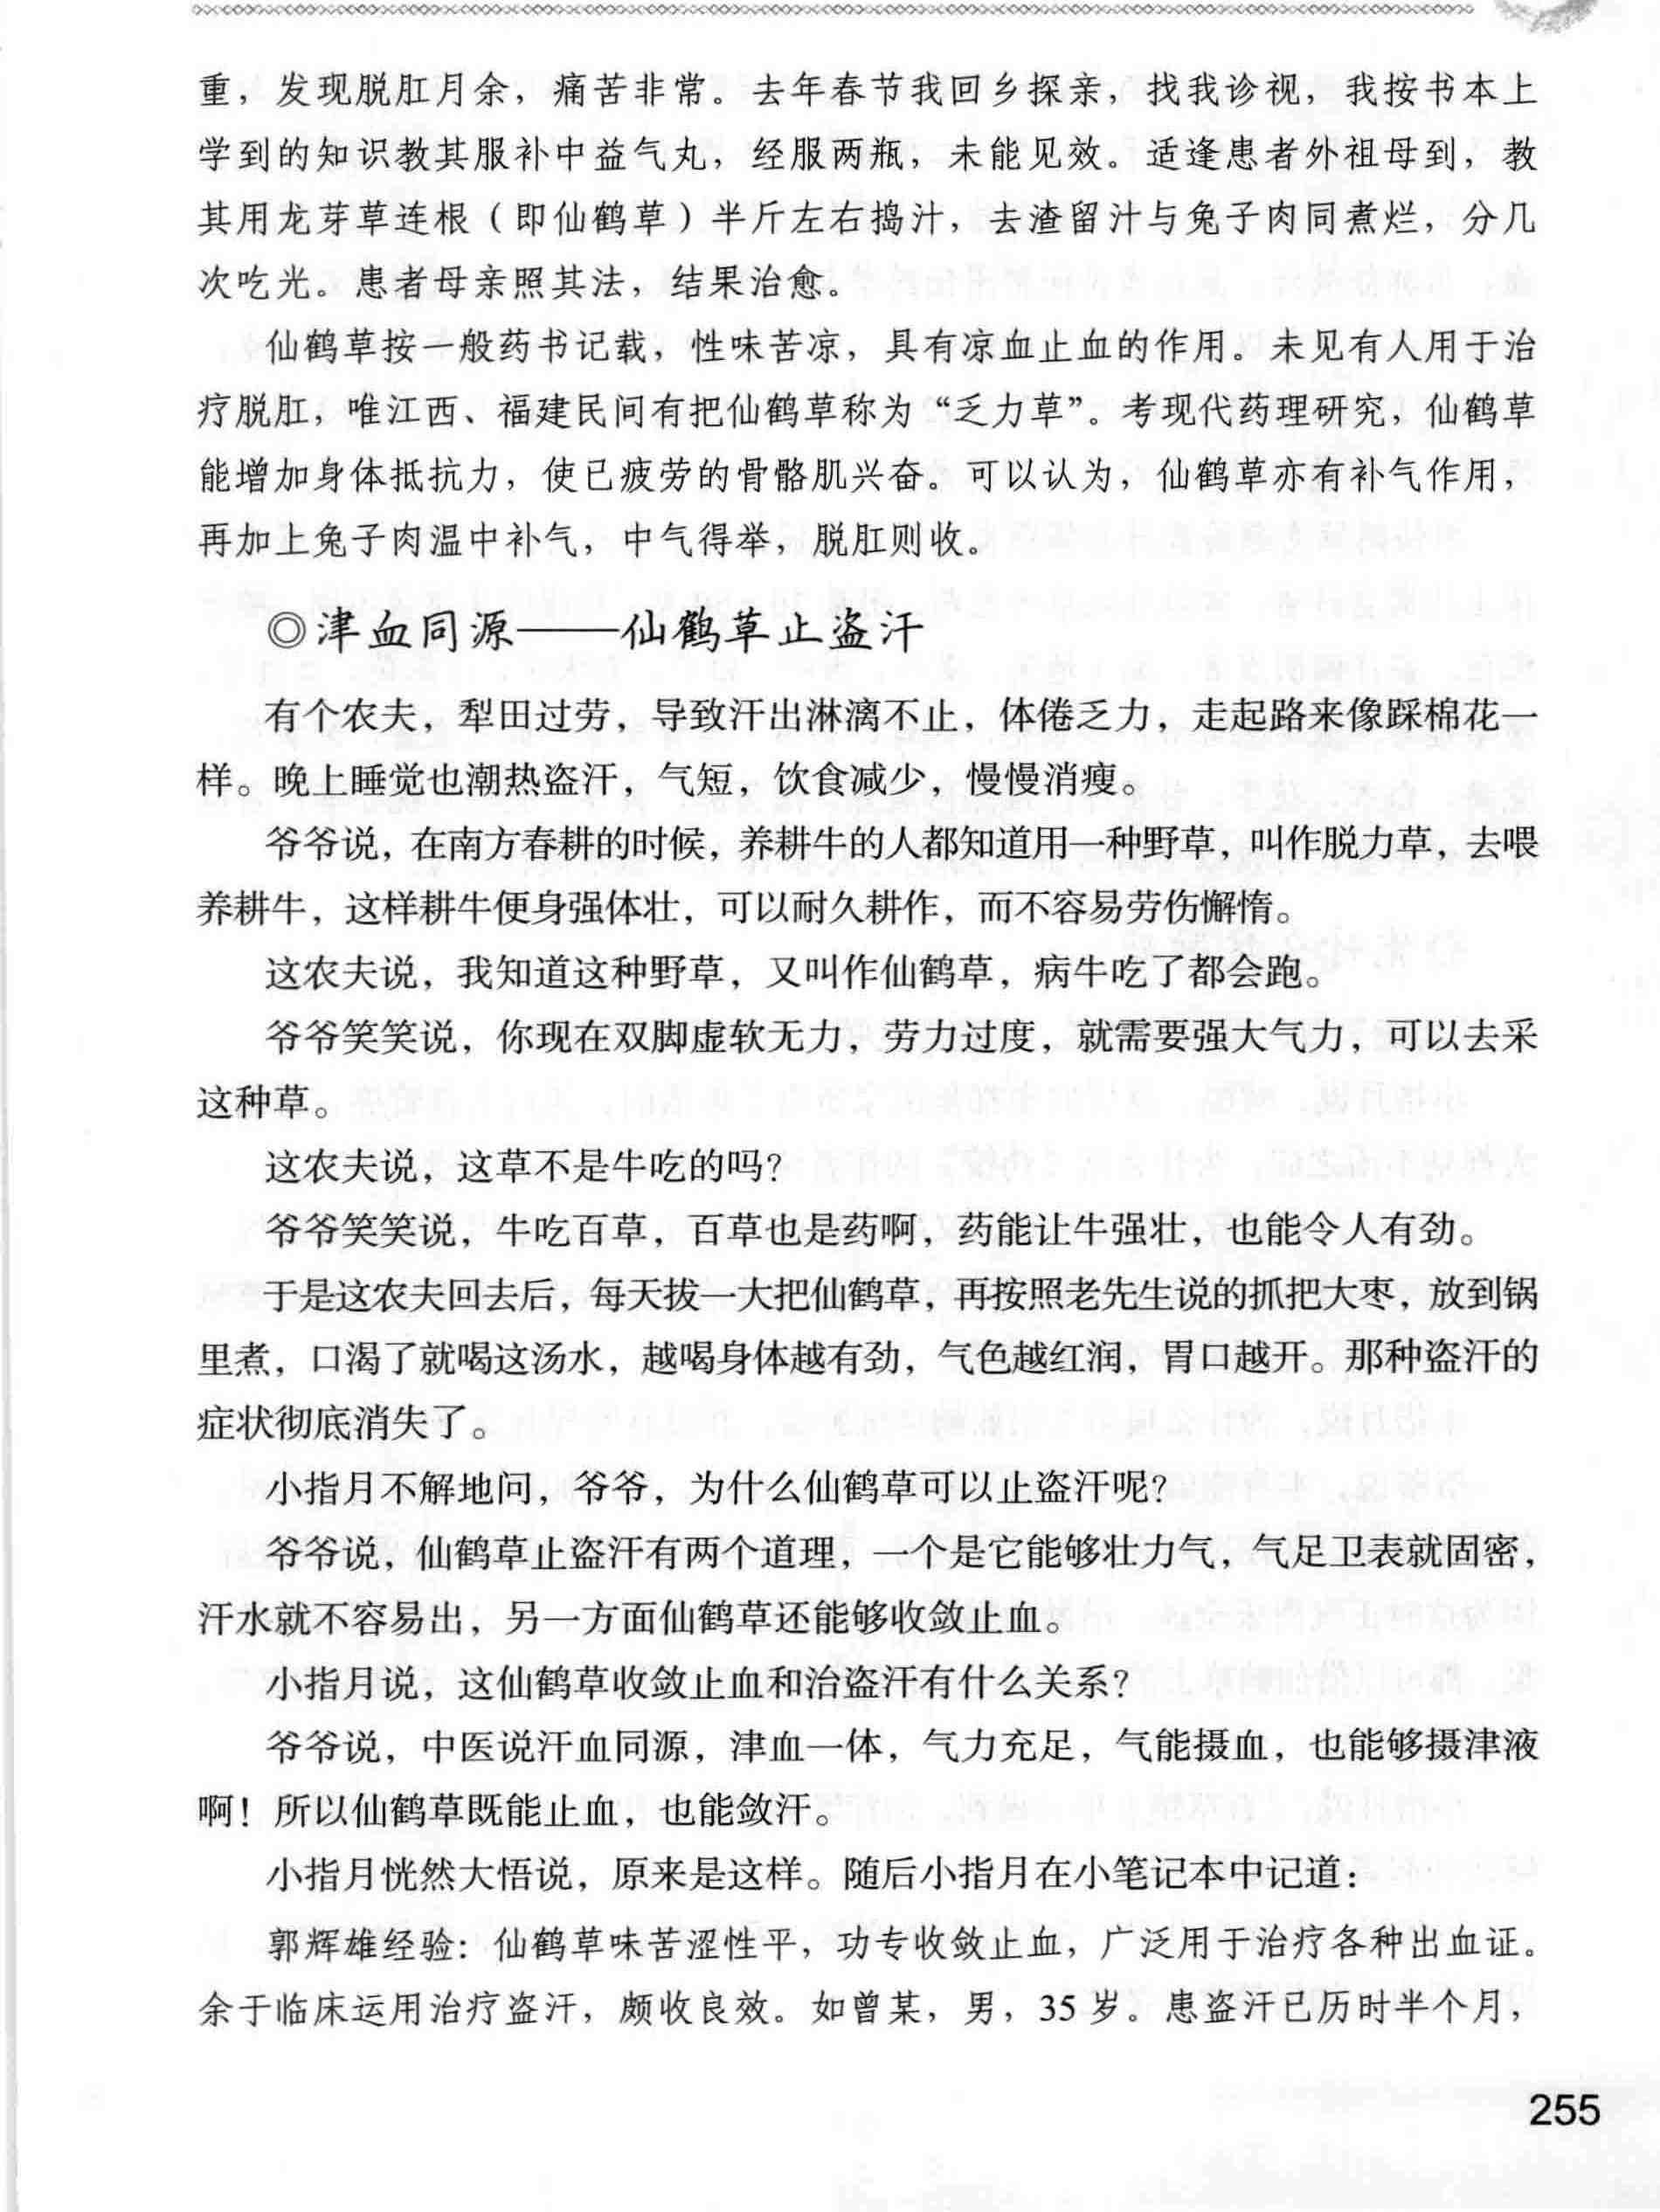 重，发现脱肛月余，痛苦非常。去年春节我回乡探亲，找我诊视，我按书本上
学到的知识教其服补中益气丸，经服两瓶，未能见效。适逢患者外祖母到，教
其用龙芽草连根（即仙鹤草）半斤左右捣汁，去渣留汁与兔子肉同煮烂，分几
次吃光。患者母亲照其法，结果治愈。
仙鹤草按一般药书记载，性味苦凉，具有凉血止血的作用。未见有人用于治
疗脱肛，唯江西、福建民间有把仙鹤草称为“乏力草”。考现代药理研究，仙鹤草
能增加身体抵抗力，使已疲劳的骨骼肌兴奋。可以认为，仙鹤草亦有补气作用，
再加上兔子肉温中补气，中气得举，脱肛则收。
◎津血同源——仙鹤草止盗汗
有个农夫，犁田过劳，导致汗出淋漓不止，体倦乏力，走起路来像踩棉花一
样。晚上睡觉也潮热盗汗，气短，饮食减少，慢慢消瘦。
爷爷说，在南方春耕的时候，养耕牛的人都知道用一种野草，叫作脱力草，去喂
养耕牛，这样耕牛便身强体壮，可以耐久耕作，而不容易劳伤懈惰。
这农夫说，我知道这种野草，又叫作仙鹤草，病牛吃了都会跑。
爷爷笑笑说，你现在双脚虚软无力，劳力过度，就需要强大气力，可以去采
这种草。
这农夫说，这草不是牛吃的吗？
爷爷笑笑说，牛吃百草，百草也是药啊，药能让牛强壮，也能令人有劲。
于是这农夫回去后，每天拔一大把仙鹤草，再按照老先生说的抓把大枣，放到锅
里煮，口渴了就喝这汤水，越喝身体越有劲，气色越红润，胃口越开。那种盗汗的
症状彻底消失了。
小指月不解地问，爷爷，为什么仙鹤草可以止盗汗呢？
爷爷说，仙鹤草止盗汗有两个道理，一个是它能够壮力气，气足卫表就固密，
汗水就不容易出，另一方面仙鹤草还能够收敛止血。
小指月说，这仙鹤草收敛止血和治盗汗有什么关系？
爷爷说，中医说汗血同源，津血一体，气力充足，气能摄血，也能够摄津液
啊！所以仙鹤草既能止血，也能敛汗。
小指月恍然大悟说，原来是这样。随后小指月在小笔记本中记道：
郭辉雄经验：仙鹤草味苦涩性平，功专收敛止血，广泛用于治疗各种出血证。
余于临床运用治疗盗汗，颇收良效。如曾某，男，35岁。患盗汗已历时半个月，
255